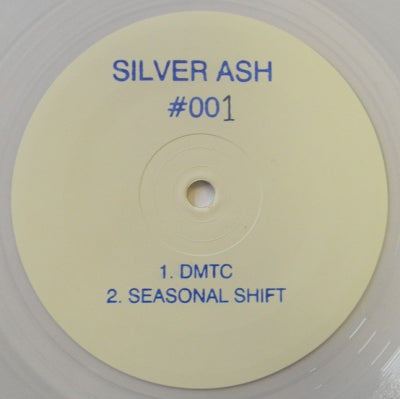 SILVER ASH
#001
1. DMTC
2. SEASONAL SHIFT